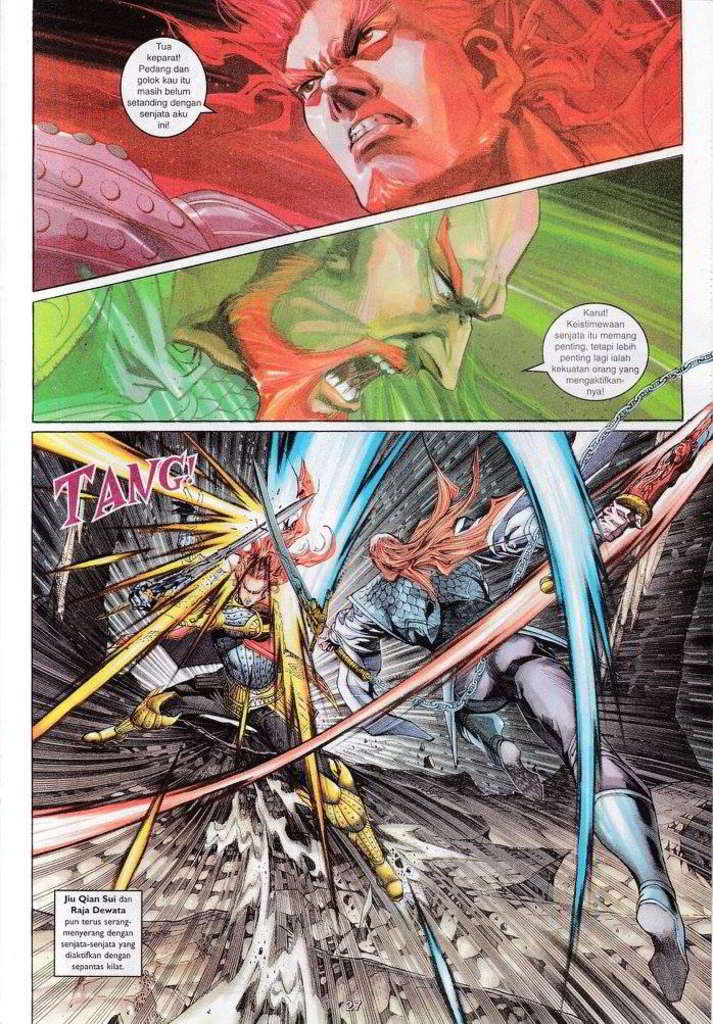 Tua
keparat!
Pedang dan
golok kau itu
masih belum
setanding dengan
senjata aku
ini!
Karut!
Keistimewaan
senjata itu memang
penting, tetapi lebih
penting lagi ialah
kekuatan orang yang
mengaktifkan-
nya!
TANG!
Jiu Qian Sui dan
Raja Dewata
pun terus serang-
menyerang dengan
senjata-senjata yang
diaktifkan dengan
sepantas kilat.
27